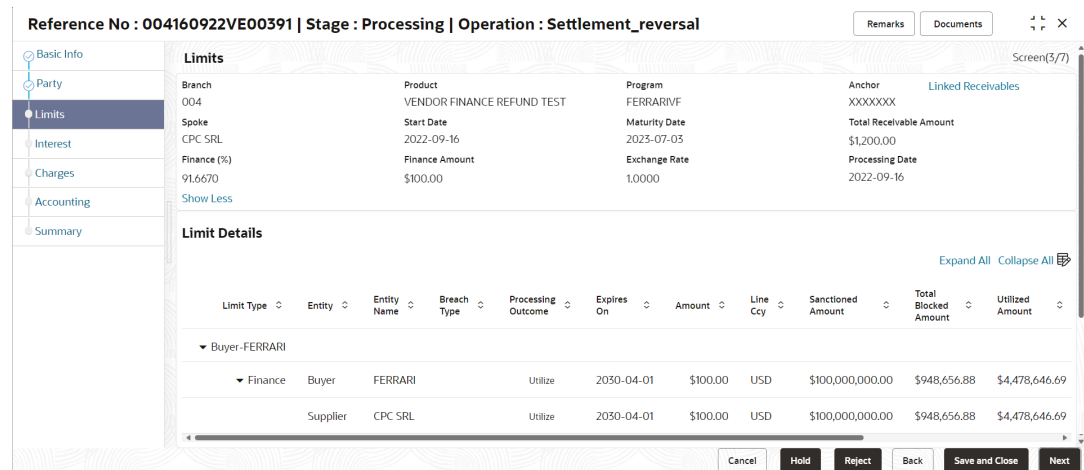 Reference No : 004160922VE00391 | Stage : Processing | Operation : Settlement_reversal
Remarks
Documents
Basic Info
Party
Limits
Interest
Charges
Accounting
Summary
Limits
Screen(3/7)
Branch Product Program Anchor Linked Receivables
004 VENDOR FINANCE REFUND TEST FERRARIVF XXXXXXX
Spoke Start Date Maturity Date Total Receivable Amount
CPC SRL 2022-09-16 2023-07-03 $1,200.00
Finance (%) Finance Amount Exchange Rate Processing Date
91.6670 $100.00 1.0000 2022-09-16
Show Less
Limit Details
Expand All Collapse All
Limit Type Entity Entity Name Breach Type Processing Outcome Expires On Amount Line Ccy Sanctioned Amount Total Blocked Amount Utilized Amount
Buyer-FERRARI
Finance Buyer FERRARI Utilize 2030-04-01 $100.00 USD $100,000,000.00 $948,656.88 $4,478,646.69
Supplier CPC SRL Utilize 2030-04-01 $100.00 USD $100,000,000.00 $948,656.88 $4,478,646.69
Cancel Hold Reject Back Save and Close Next